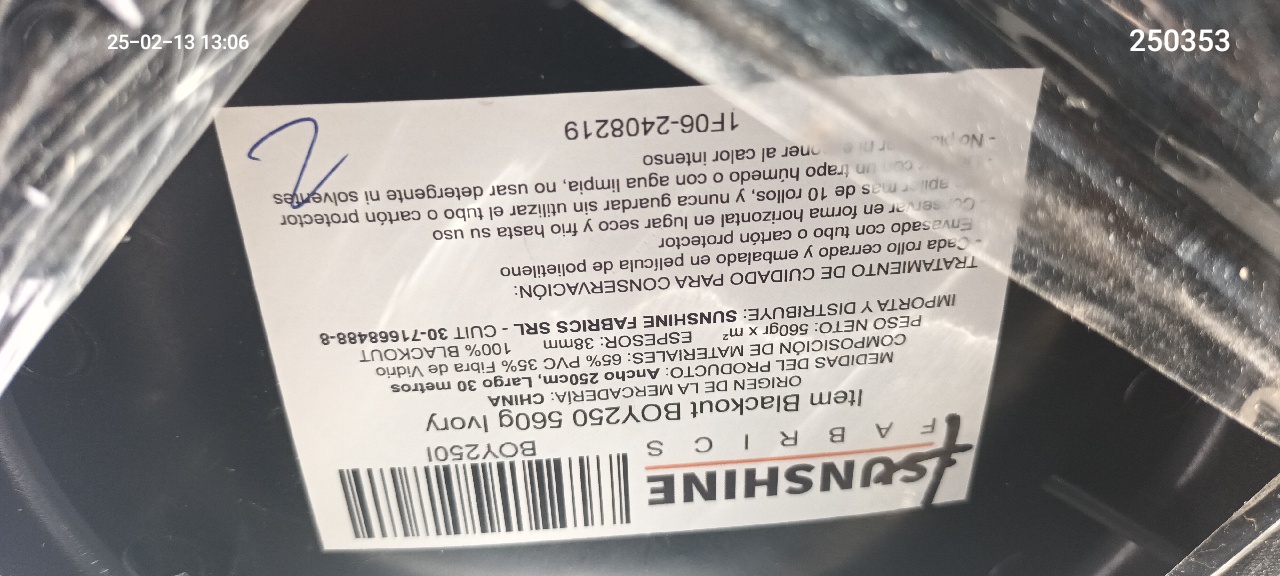 25-02-13 13:06
250353
SUNSHINE
FABRICS
BOY250I
Item Blackout BOY250 560g Ivory
ORIGEN DE LA MERCADERÍA: CHINA
MEDIDAS DEL PRODUCTO: Ancho 250cm, Largo 30 metros
COMPOSICIÓN DE MATERIALES: 65% PVC 35% Fibra de Vidrio
PESO NETO: 560gr x m² ESPESOR: 38mm 100% BLACKOUT
IMPORTA Y DISTRIBUYE: SUNSHINE FABRICS SRL - CUIT 30-71668488-8
TRATAMIENTO DE CUIDADO PARA CONSERVACIÓN:
- Cada rollo cerrado y embalado en película de polietileno
Envasado con tubo o cartón protector
- Conservar en forma horizontal en lugar seco y frio hasta su uso
apilar mas de 10 rollos, y nunca guardar sin utilizar el tubo o cartón protector
con un trapo húmedo o con agua limpia, no usar detergente ni solventes
- No al calor intenso
1F06-2408219